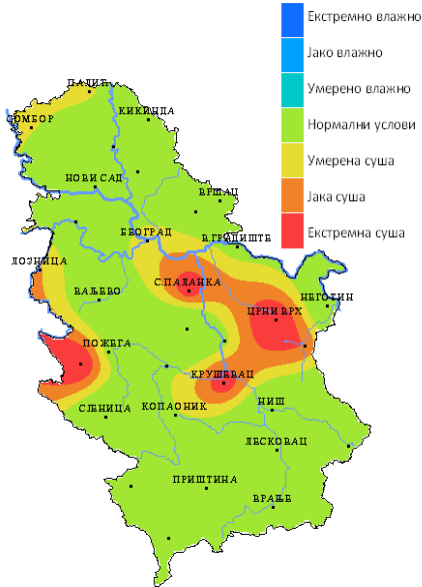 Екстремно влажно
Јако влажно
Умерено влажно
Нормални услови
Умерена суша
Јака суша
Екстремна суша
ПАЛИЋ
СОМБОР
КИКИНДА
НОВИ САД
ВРШАЦ
БЕОГРАД
В.ГРАДИШТЕ
ЛОЗНИЦА
С.ПАЛАНКА
ВАЉЕВО
НЕГОТИН
ЦРНИ ВРХ
ПОЖЕГА
КРУШЕВАЦ
СЈЕНИЦА
КОПАОНИК
НИШ
ЛЕСКОВАЦ
ПРИШТИНА
ВРАЊЕ